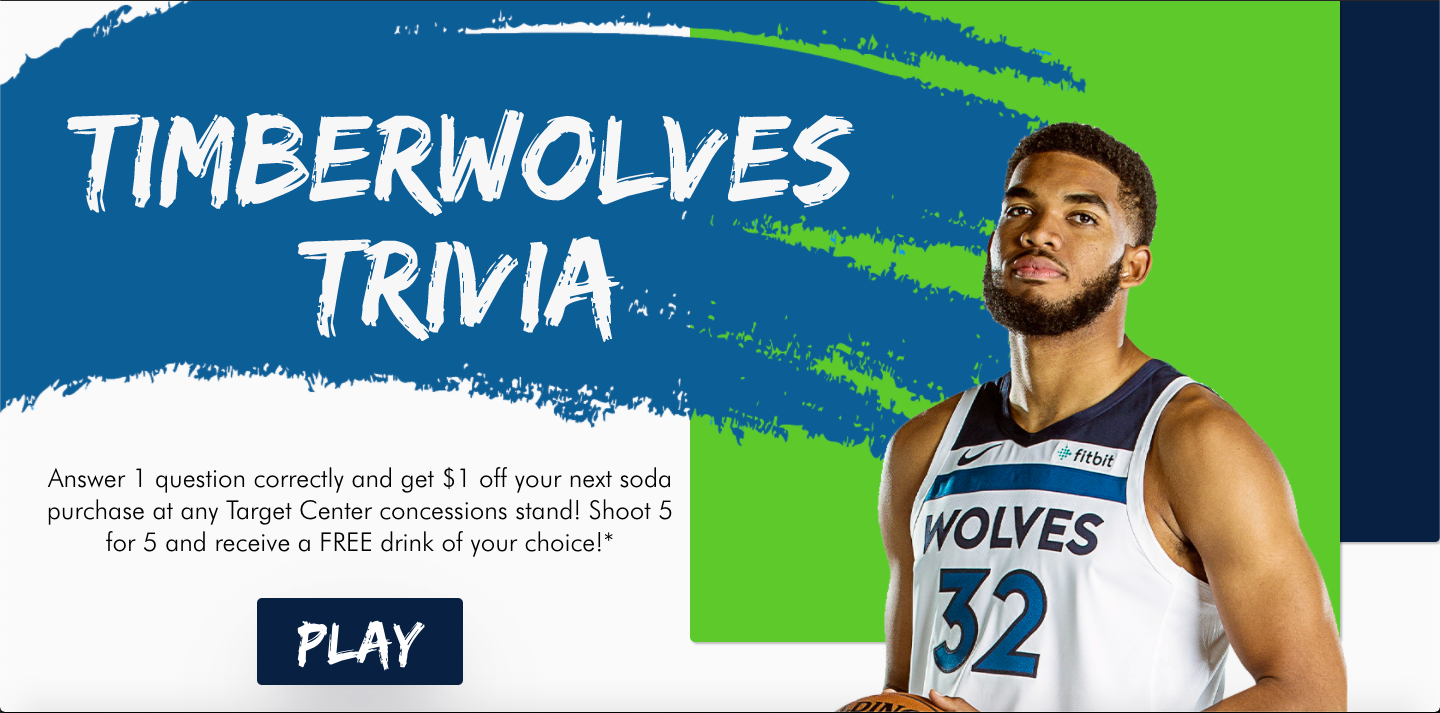 TIMBERWOLVES
TRIVIA
Answer 1 question correctly and get $1 off your next soda
purchase at any Target Center concessions stand! Shoot 5
for 5 and receive a FREE drink of your choice!*
PLAY
fitbit
WOLVES
32